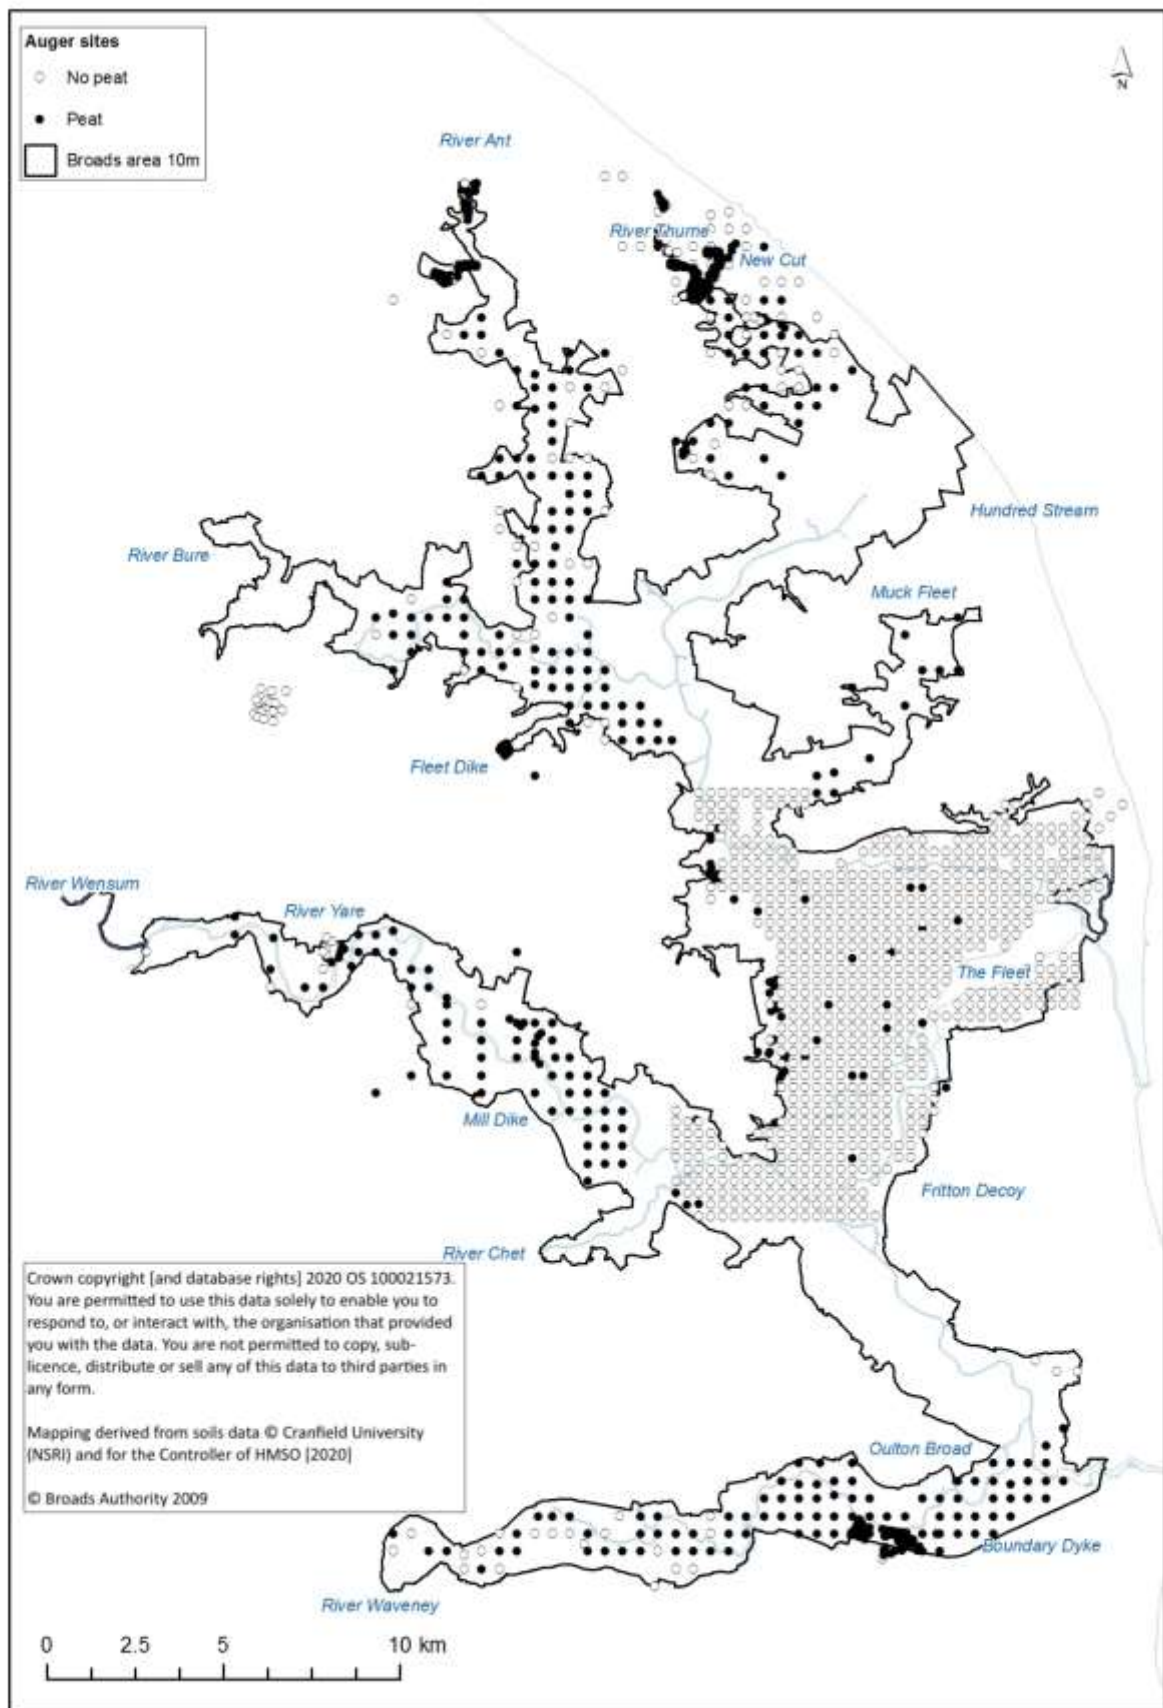 Auger sites
No peat
Peat
Broads area 10m
N
River Ant
River Thurne
New Cut
Hundred Stream
River Bure
Muck Fleet
Fleet Dike
River Wensum
River Yare
The Fleet
Mill Dike
Fritton Decoy
River Chet
Crown copyright [and database rights] 2020 OS 100021573.
You are permitted to use this data solely to enable you to
respond to, or interact with, the organisation that provided
you with the data. You are not permitted to copy, sub-
licence, distribute or sell any of this data to third parties in
any form.
Mapping derived from soils data © Cranfield University
(NSRI) and for the Controller of HMSO [2020]
© Broads Authority 2009
Oulton Broad
Boundary Dyke
River Waveney
0 2.5 5 10 km